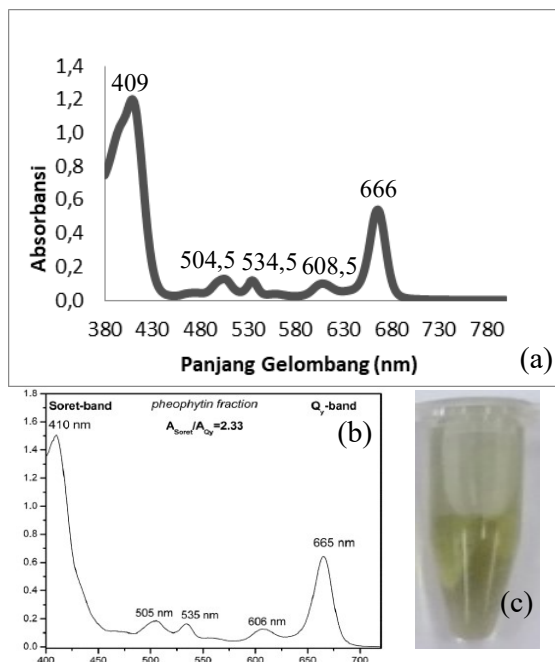 1,4
409
1,2
1,0
666
0,8
0,6
0,4
504,5 534,5 608,5
0,2
0,0
Absorbansi
380 430 480 530 580 630 680 730 780
Panjang Gelombang (nm)
(a)
1.8
Soret-band pheophytin fraction Qy-band
1.6
410 nm ASoret/AQy=2.33
(b)
1.4
1.2
1.0
0.8
665 nm
0.6
0.4
505 nm 535 nm 606 nm
0.2
0.0
400 450 500 550 600 650 700
(c)